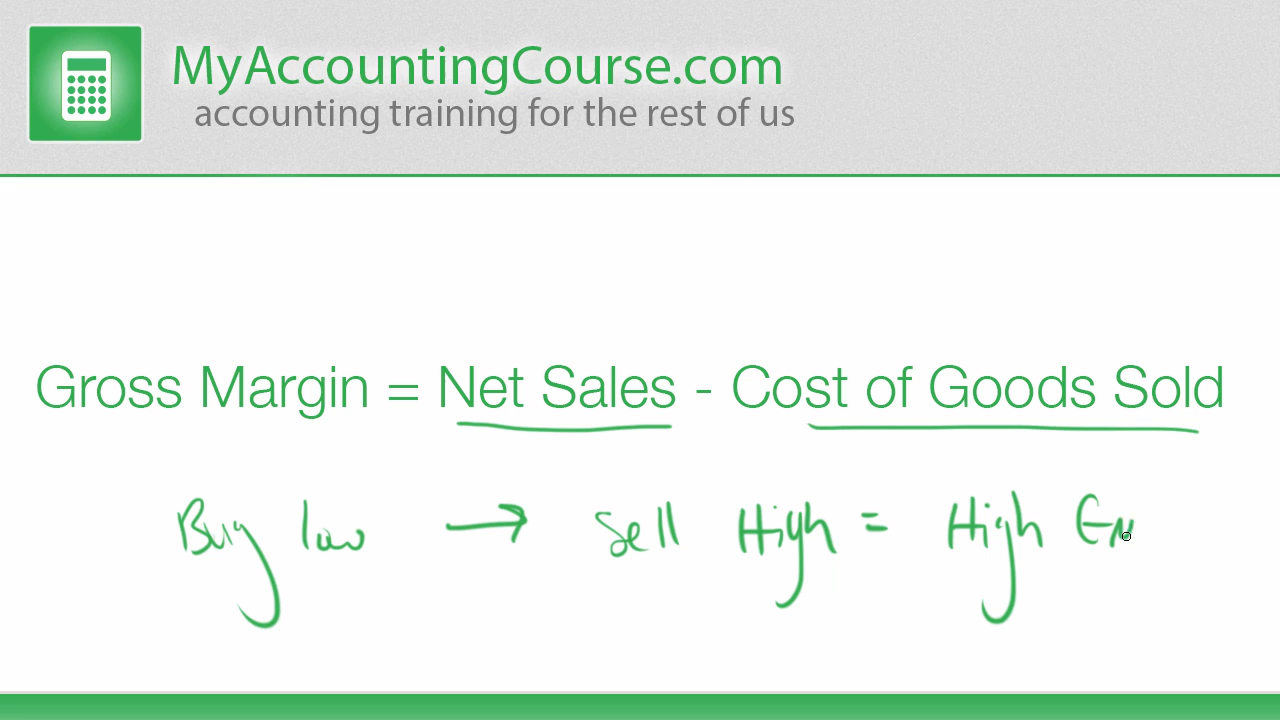 MyAccountingCourse.com
accounting training for the rest of us
Gross Margin = Net Sales - Cost of Goods Sold
Buy low → Sell High = High